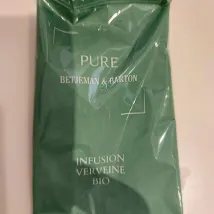 PURE
BETJEMAN & BARTON
INFUSION
VERVEINE
BIO